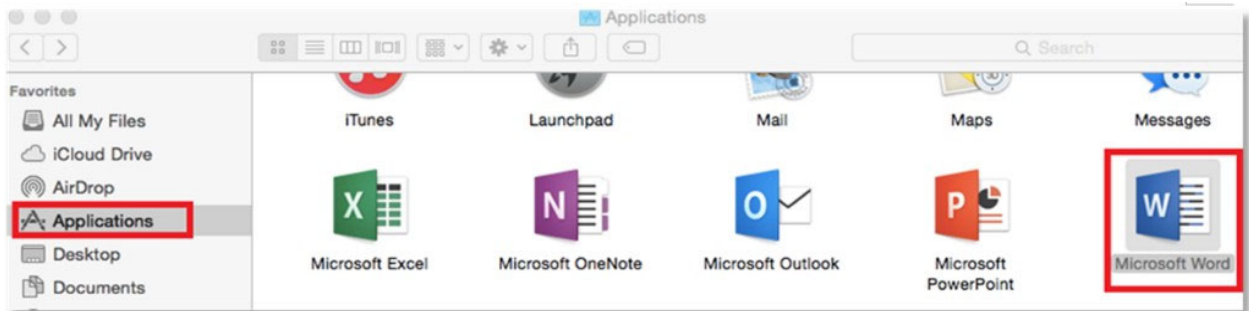 Applications
Search
Favorites
All My Files
iCloud Drive
AirDrop
Applications
Desktop
Documents
iTunes
Launchpad
Mail
Maps
Messages
X
N
O
P
W
Microsoft Excel
Microsoft OneNote
Microsoft Outlook
Microsoft
PowerPoint
Microsoft Word